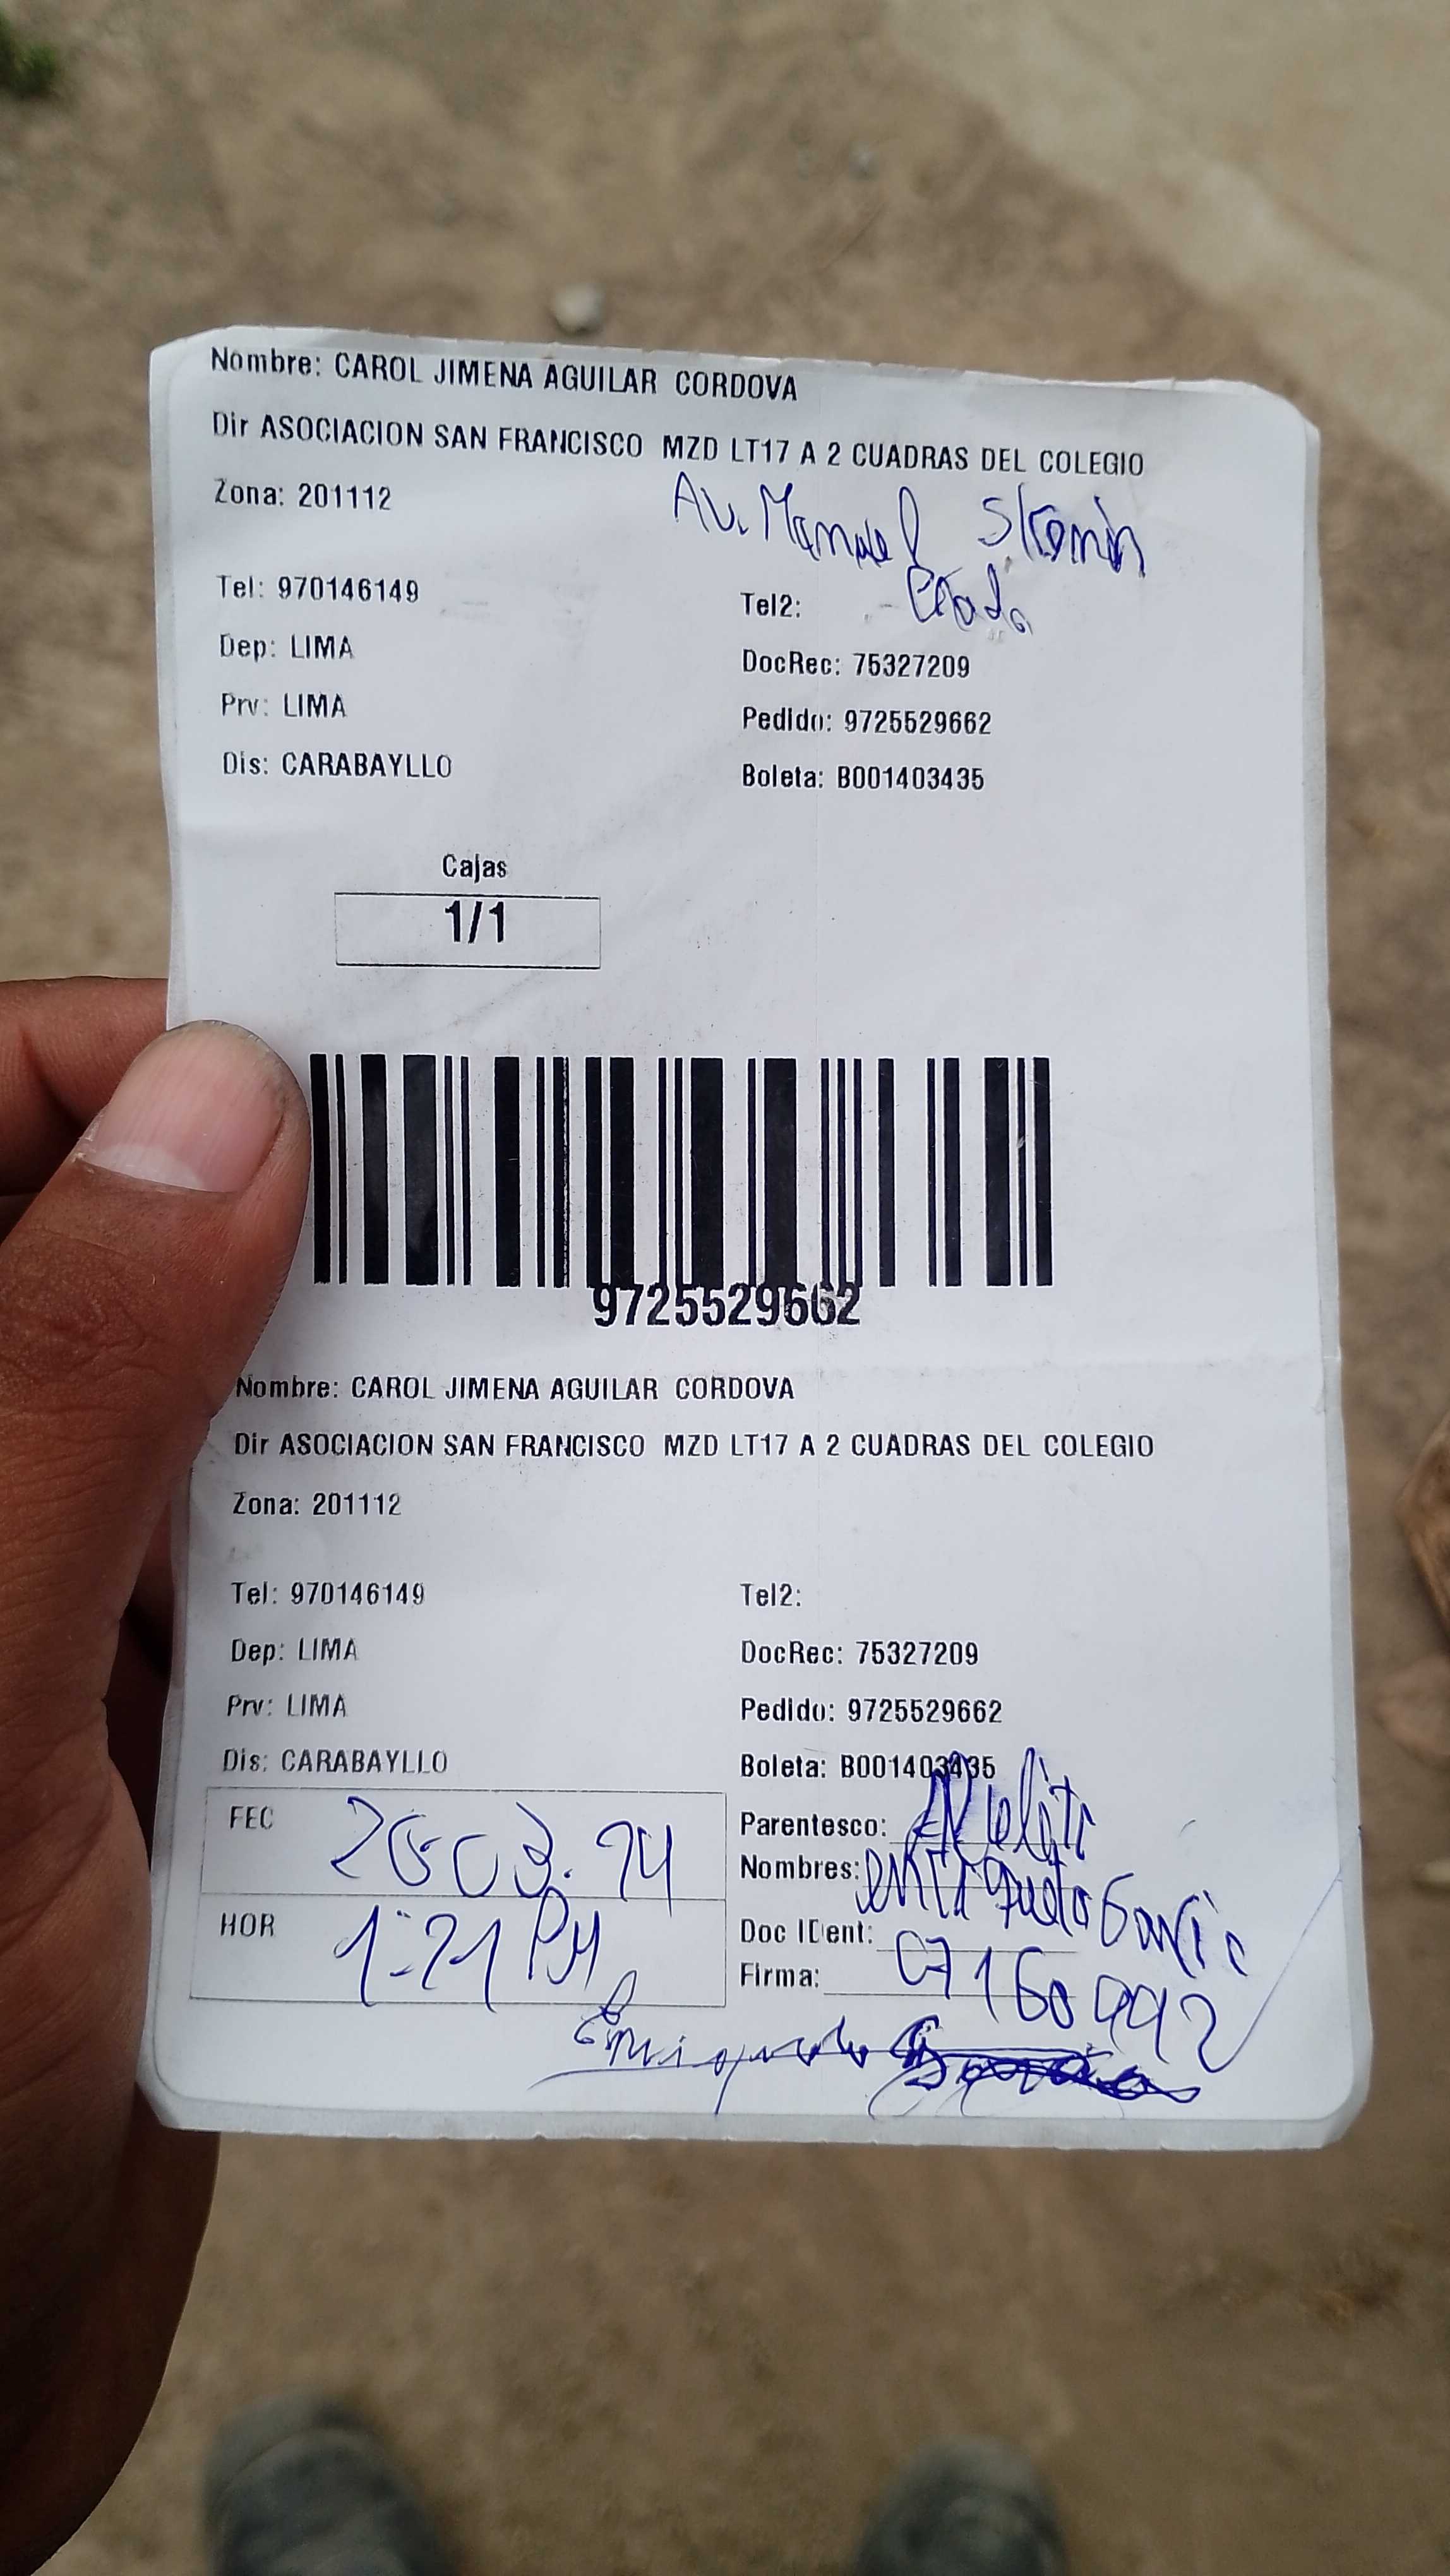 Nombre: CAROL JIMENA AGUILAR CORDOVA
Dir ASOCIACION SAN FRANCISCO MZD LT17 A 2 CUADRAS DEL COLEGIO
Zona: 201112
Av. Manuel
Tel: 970146149
Tel2:
Dep: LIMA
DocRec: 75327209
Prv: LIMA
Pedido: 9725529662
Dis: CARABAYLLO
Boleta: B001403435
Cajas
1/1
9725529662
Nombre: CAROL JIMENA AGUILAR CORDOVA
Dir ASOCIACION SAN FRANCISCO MZD LT17 A 2 CUADRAS DEL COLEGIO
Zona: 201112
Tel: 970146149
Tel2:
Dep: LIMA
DocRec: 75327209
Prv: LIMA
Pedido: 9725529662
Dis: CARABAYLLO
Boleta: B001403435
FEC
Parentesco:
Nombres: enriqueta
HOR 1:21 PM
Doc IDent: 07160992
Firma: